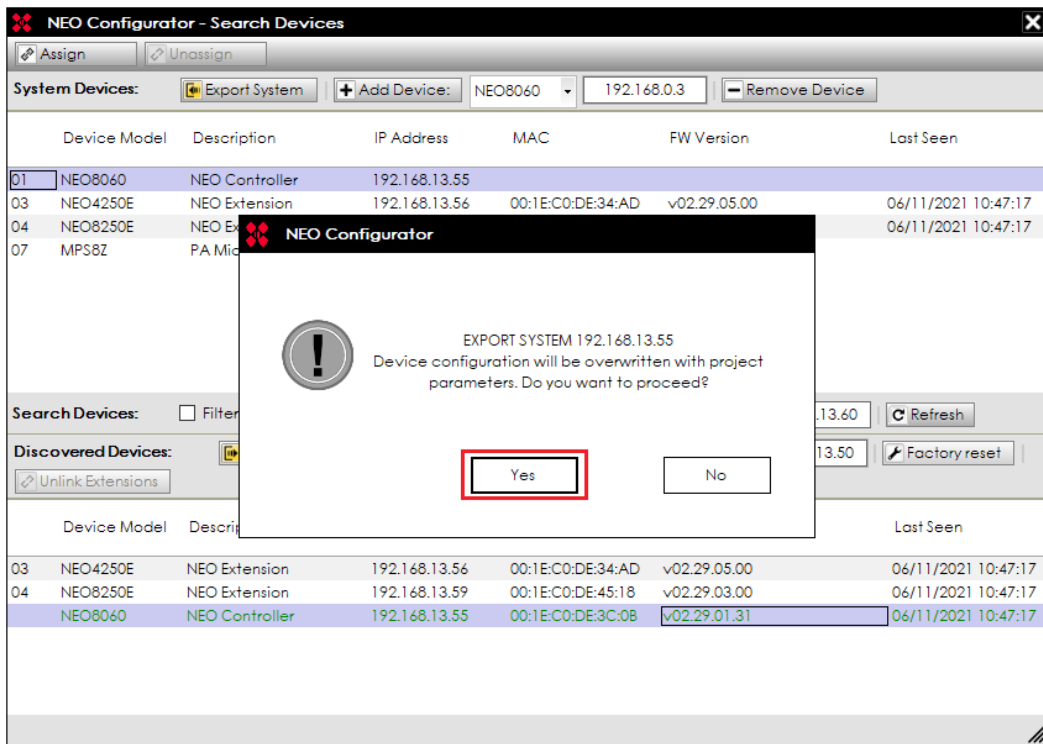 NEO Configurator - Search Devices
Assign Unassign
System Devices: Export System Add Device: NEO8060 192.168.0.3 Remove Device
Device Model Description IP Address MAC FW Version Last Seen
01 NEO8060 NEO Controller 192.168.13.55
03 NEO4250E NEO Extension 192.168.13.56 00:1E:C0:DE:34:AD v02.29.05.00 06/11/2021 10:47:17
04 NEO8250E NEO Ex 06/11/2021 10:47:17
07 MPS8Z PA Mic
NEO Configurator
EXPORT SYSTEM 192.168.13.55
Device configuration will be overwritten with project
parameters. Do you want to proceed?
Yes No
Search Devices: Filter .13.60 Refresh
Discovered Devices: 13.50 Factory reset
Unlink Extensions
Device Model Descrip Last Seen
03 NEO4250E NEO Extension 192.168.13.56 00:1E:C0:DE:34:AD v02.29.05.00 06/11/2021 10:47:17
04 NEO8250E NEO Extension 192.168.13.59 00:1E:C0:DE:45:18 v02.29.03.00 06/11/2021 10:47:17
NEO8060 NEO Controller 192.168.13.55 00:1E:C0:DE:3C:0B v02.29.01.31 06/11/2021 10:47:17